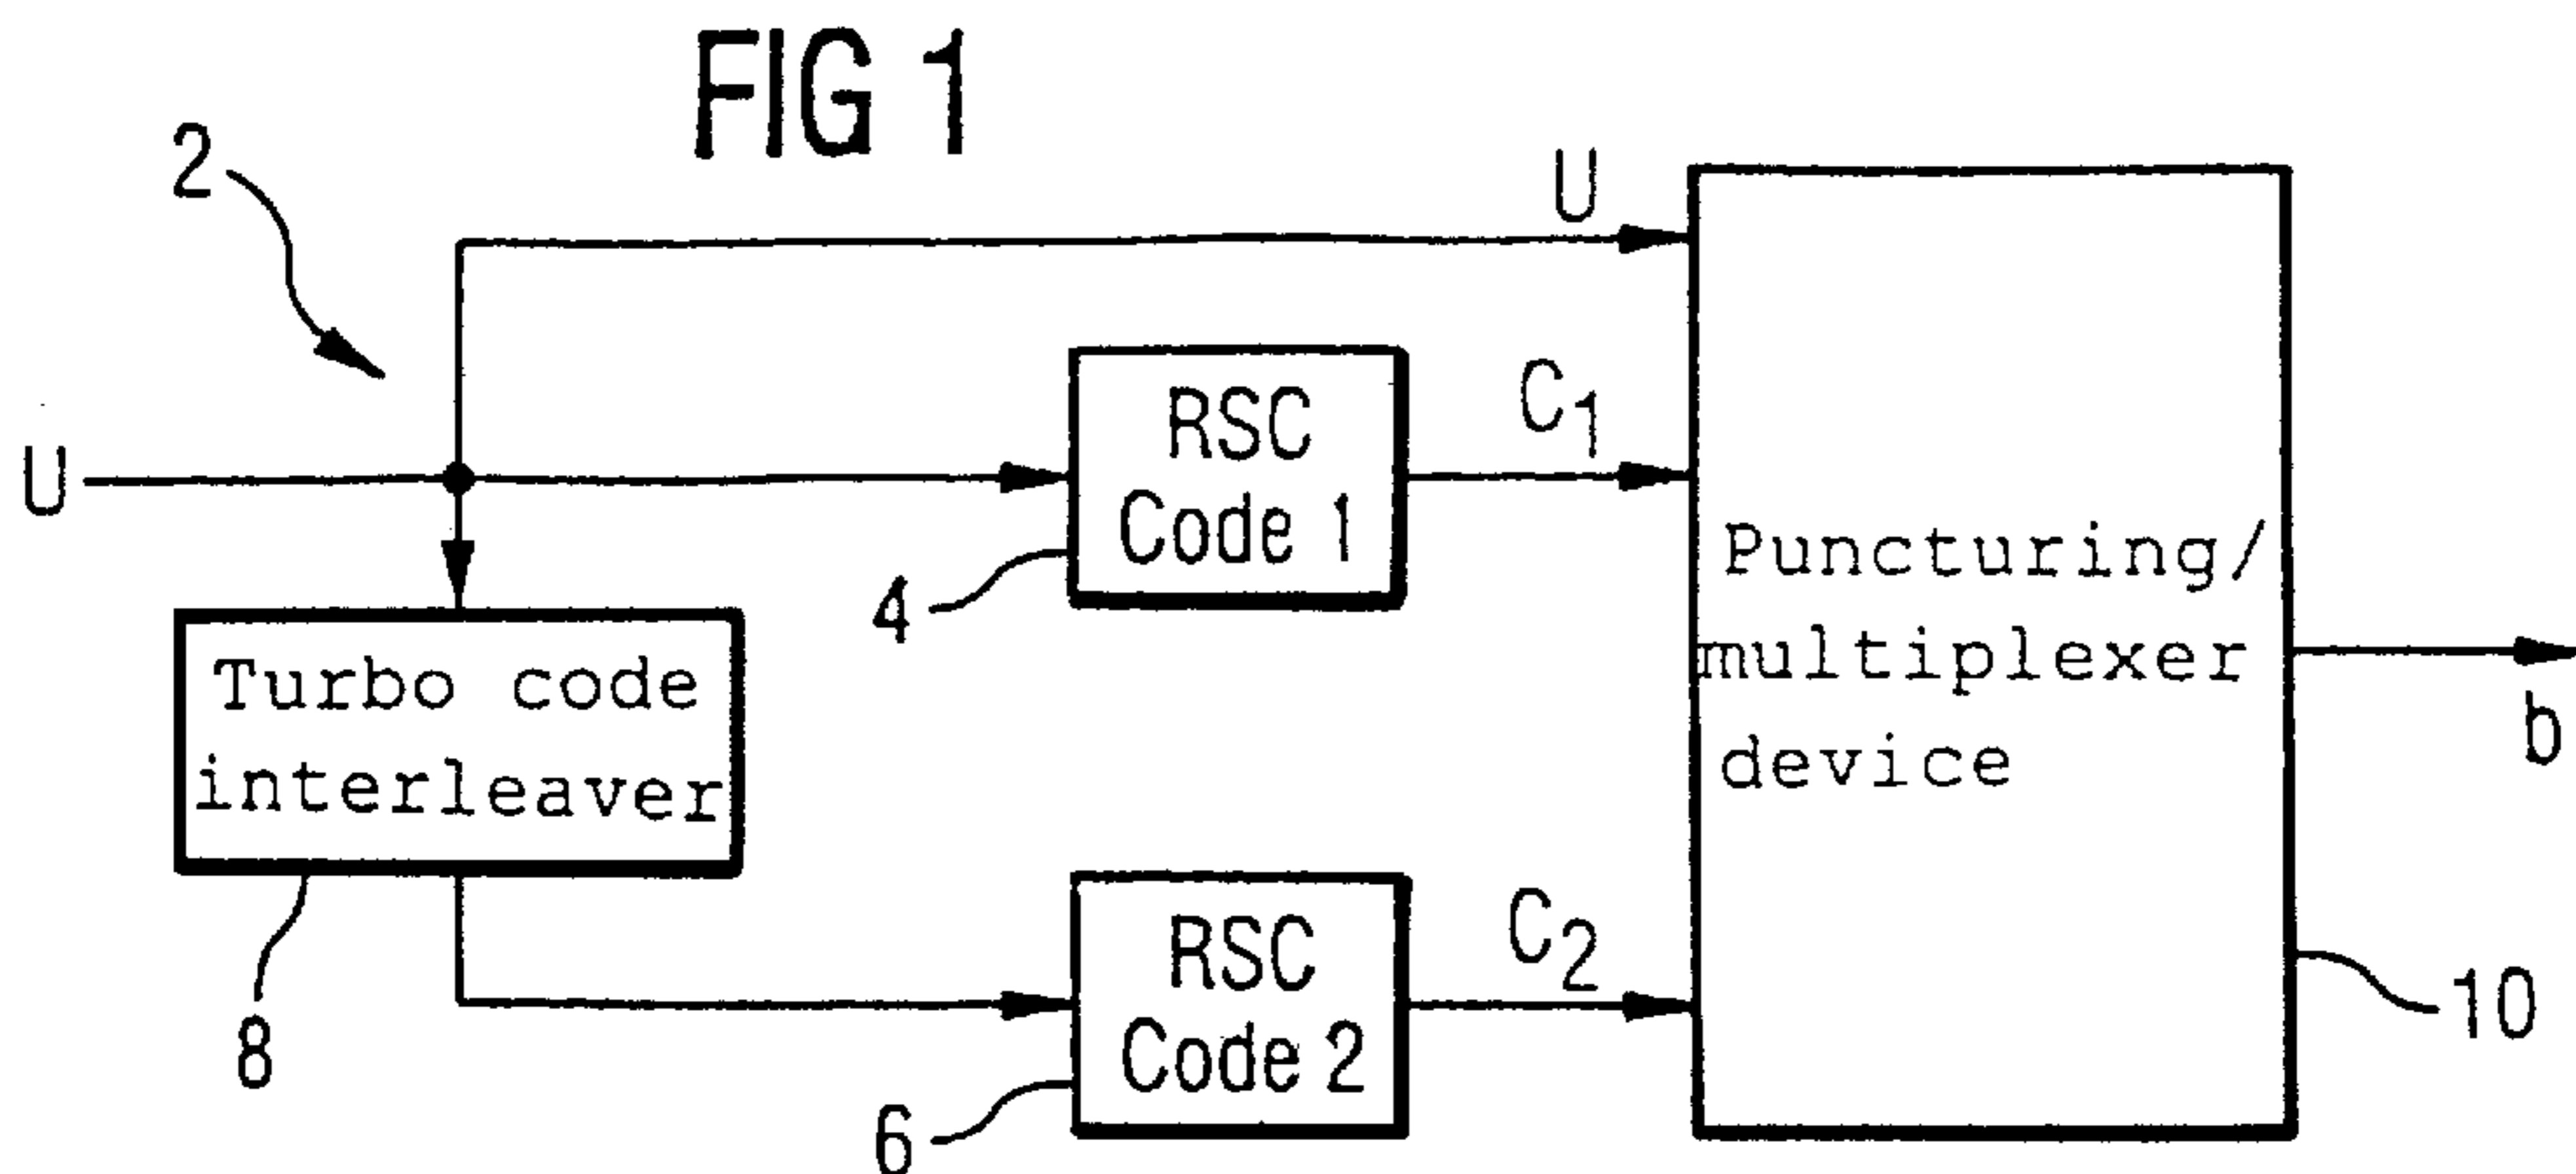 FIG 1
2
U
U
RSC
Code 1
C1
4
Turbo code
interleaver
8
RSC
Code 2
C2
6
Puncturing/
multiplexer
device
b
10